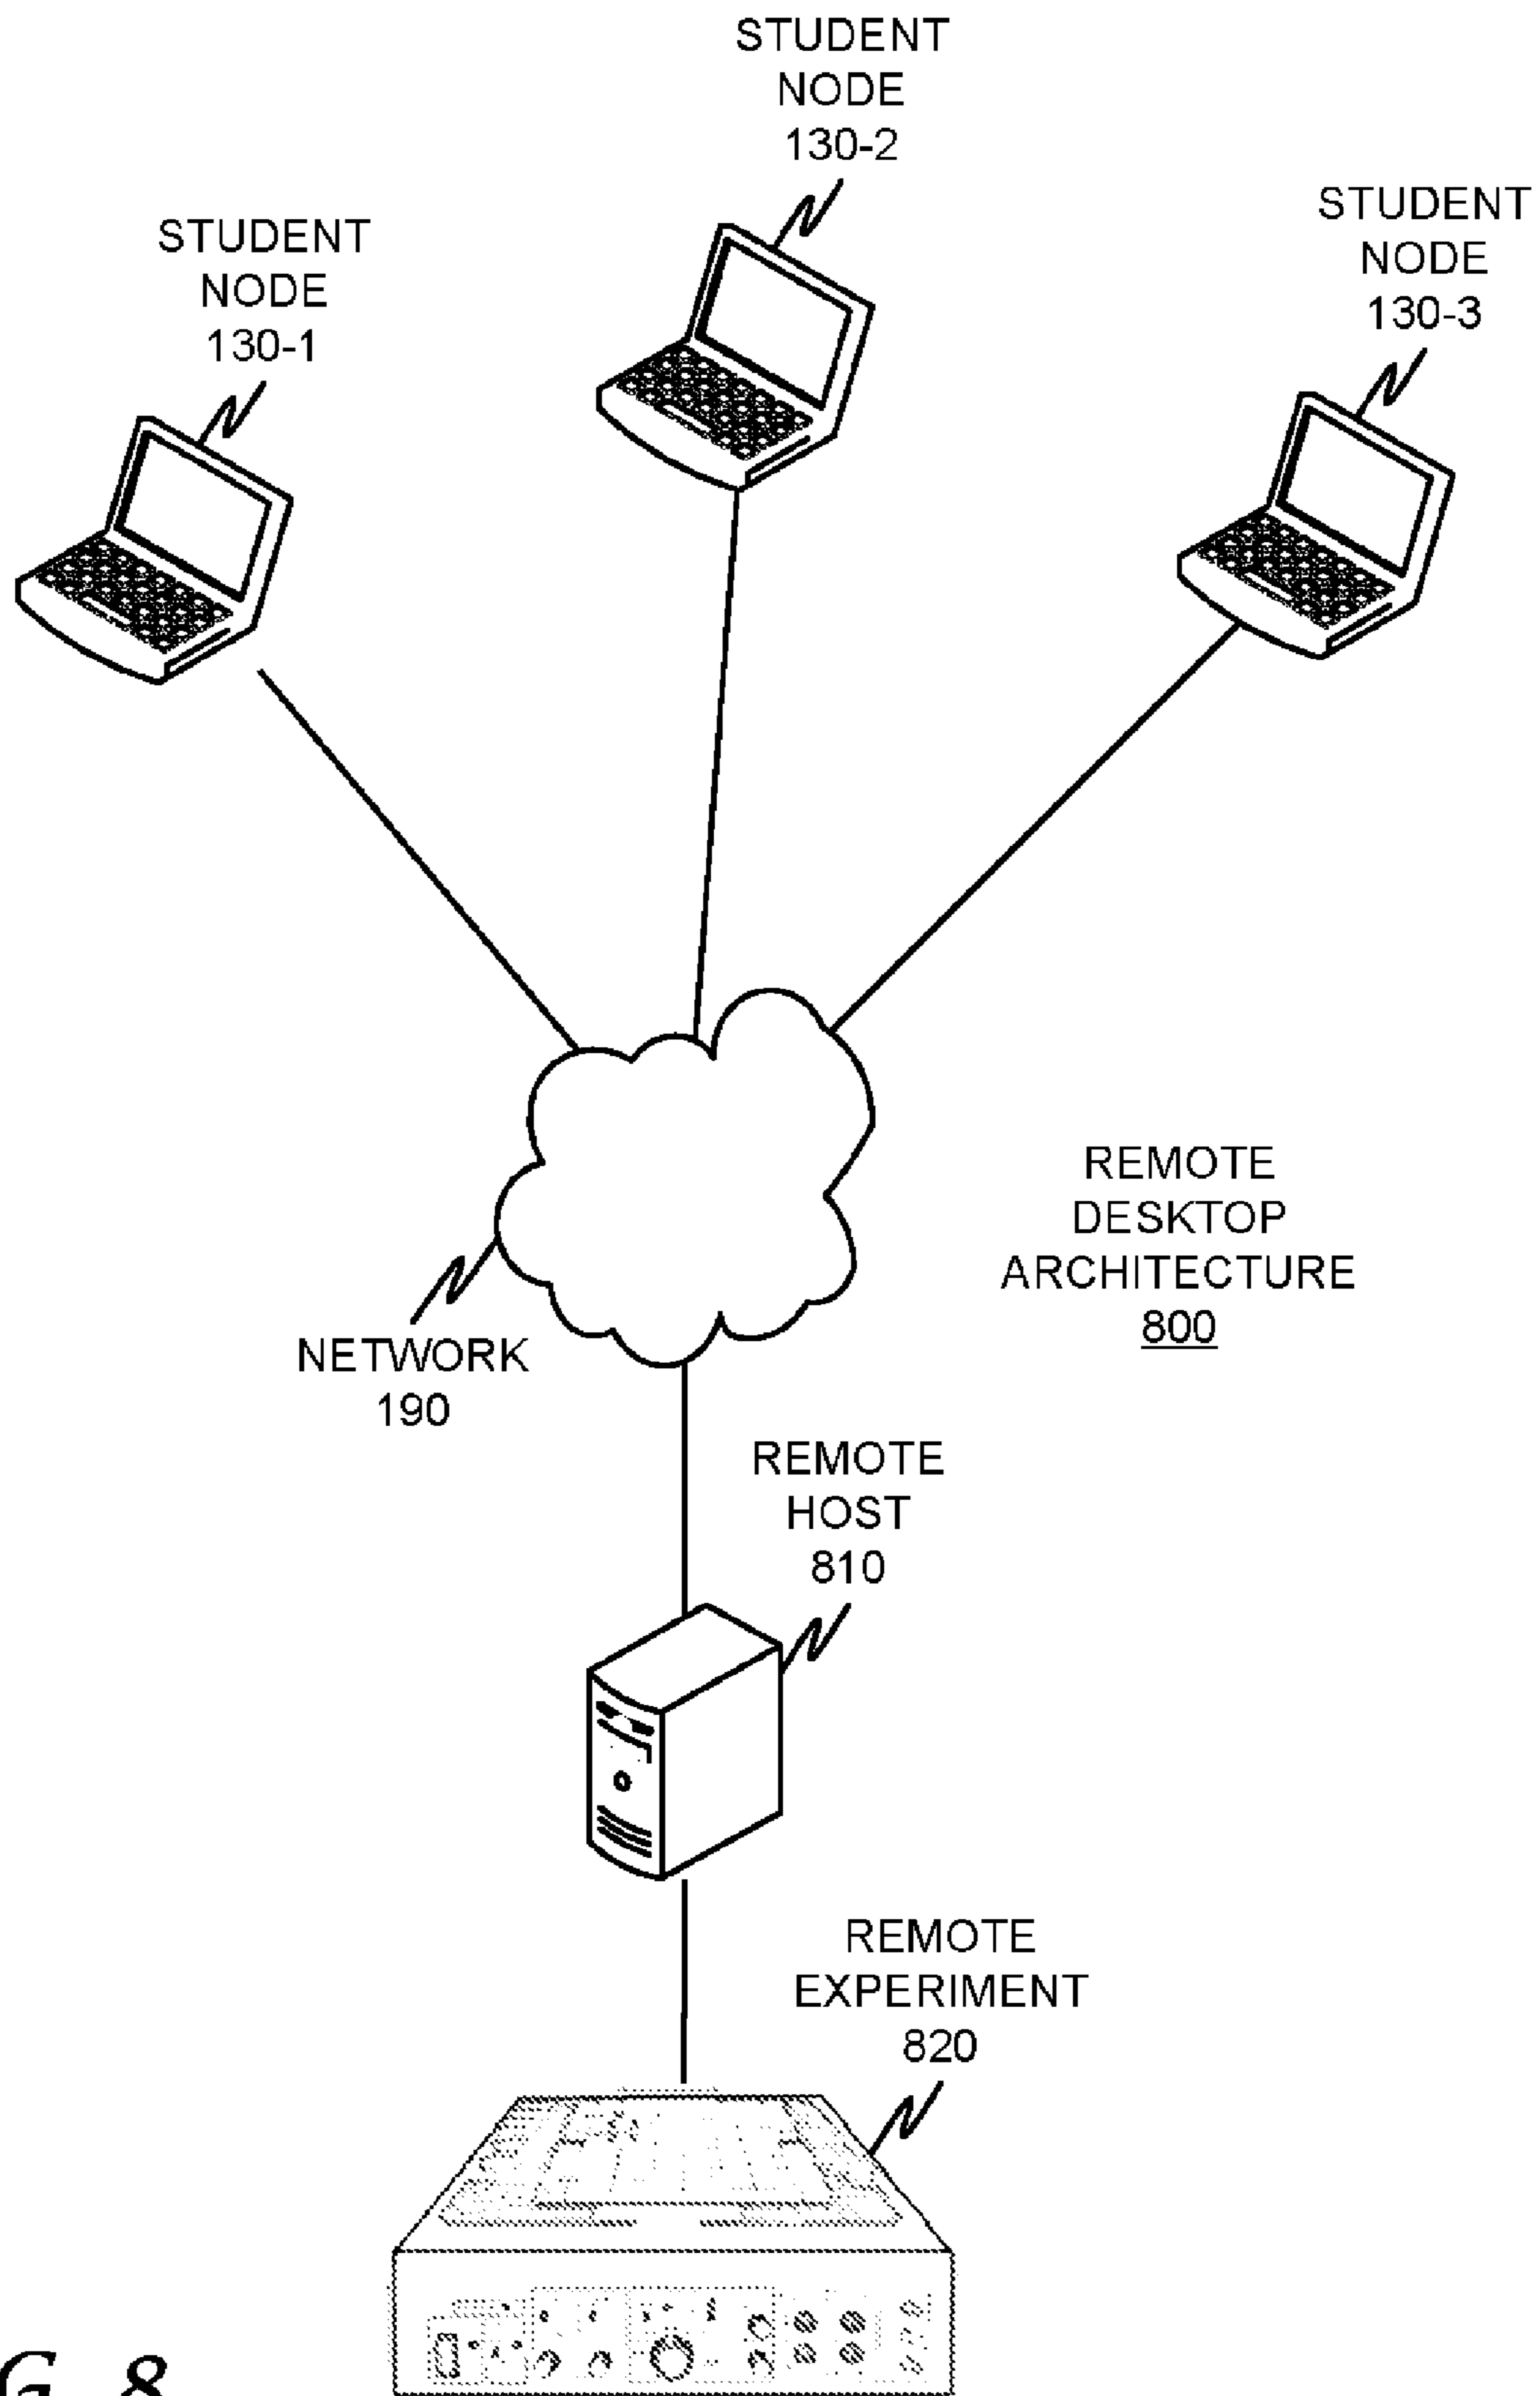 STUDENT
NODE
130-2
STUDENT
NODE
130-3
STUDENT
NODE
130-1
REMOTE
DESKTOP
ARCHITECTURE
800
NETWORK
190
REMOTE
HOST
810
REMOTE
EXPERIMENT
820
G. 8